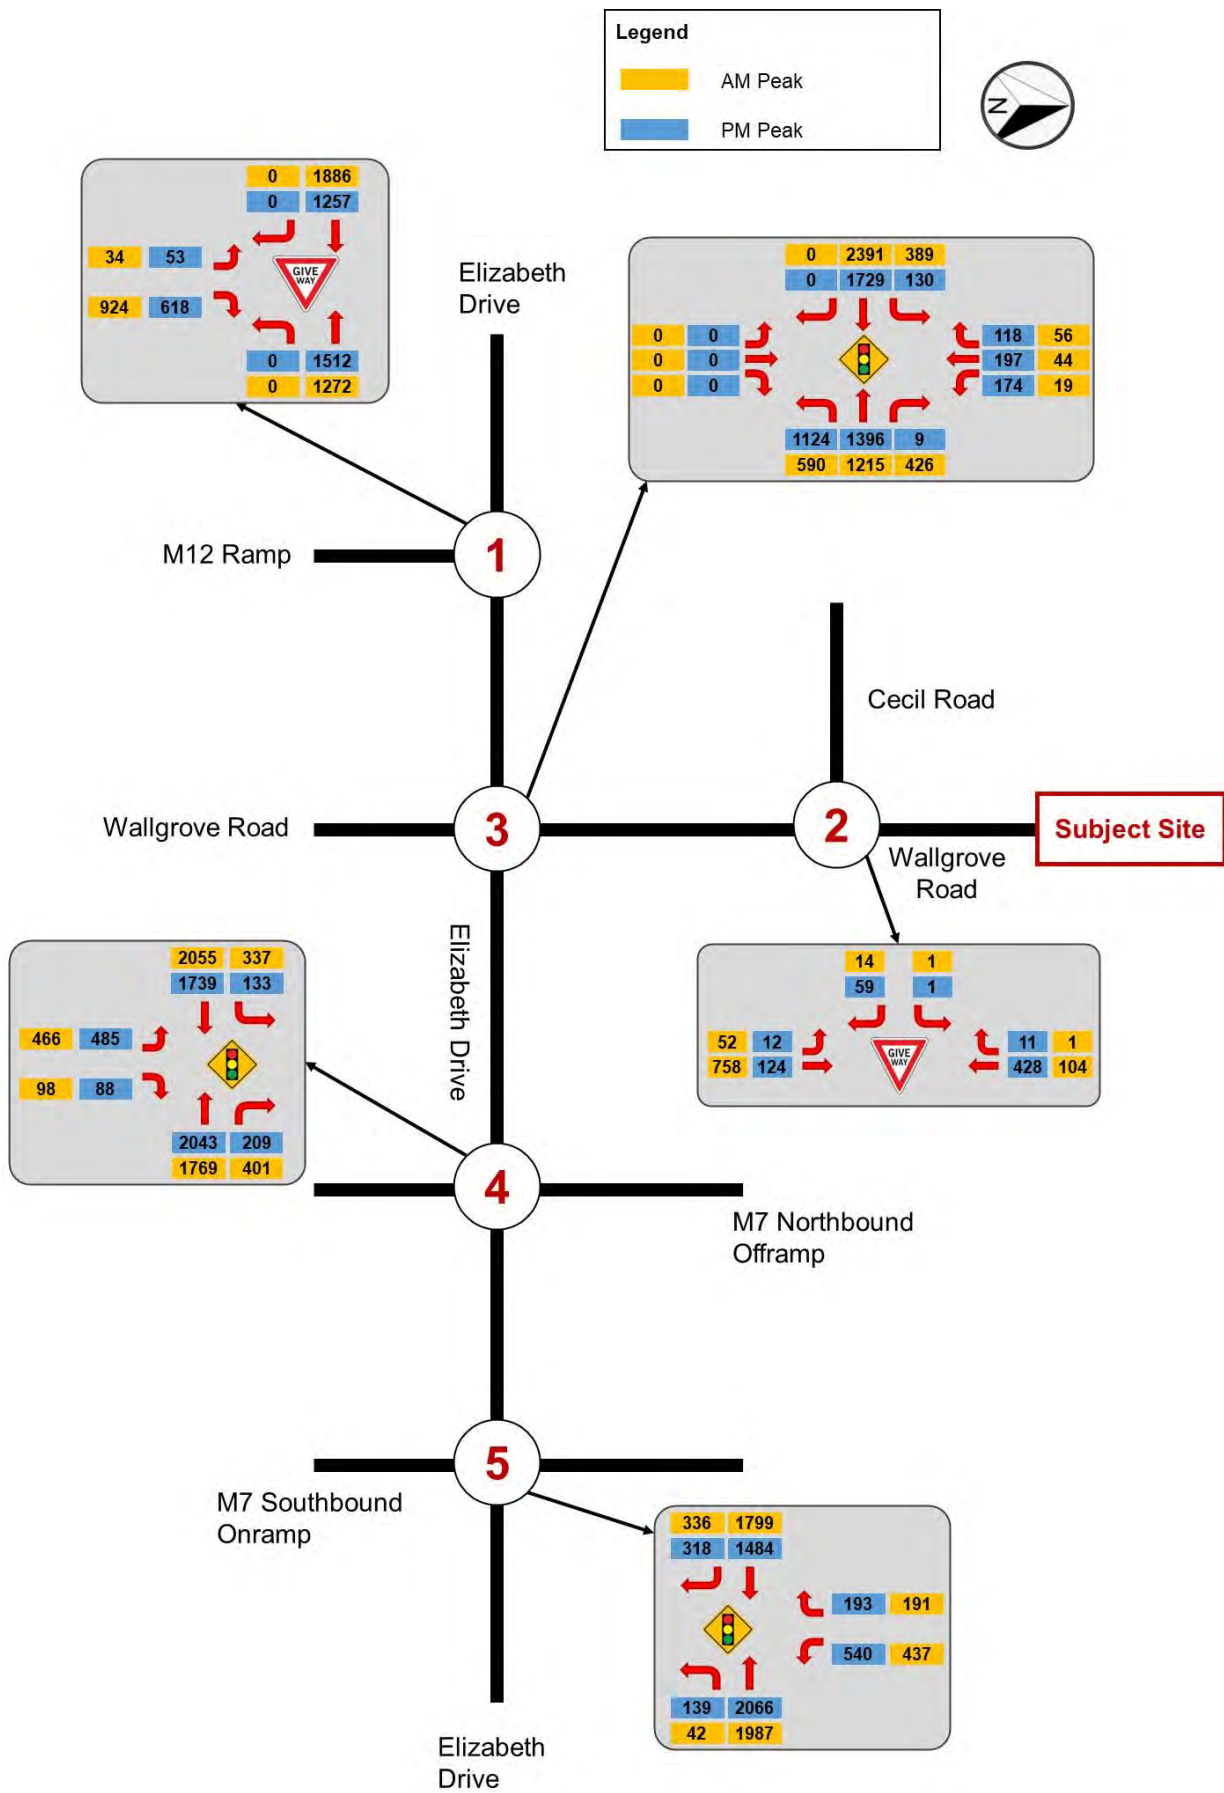 Legend
AM Peak
PM Peak
N
0 1886
0 1257
34 53
GIVE
WAY
924 618
0 1512
0 1272
Elizabeth
Drive
0 2391 389
0 1729 130
0 0
0 0
0 0
118 56
197 44
174 19
1124 1396 9
590 1215 426
1
M12 Ramp
Cecil Road
Wallgrove Road
3
2
Subject Site
Wallgrove
Road
Elizabeth Drive
2055 337
1739 133
466 485
98 88
2043 209
1769 401
14 1
59 1
52 12
758 124
GIVE
WAY
11 1
428 104
4
M7 Northbound
Offramp
5
M7 Southbound
Onramp
336 1799
318 1484
193 191
540 437
139 2066
42 1987
Elizabeth
Drive